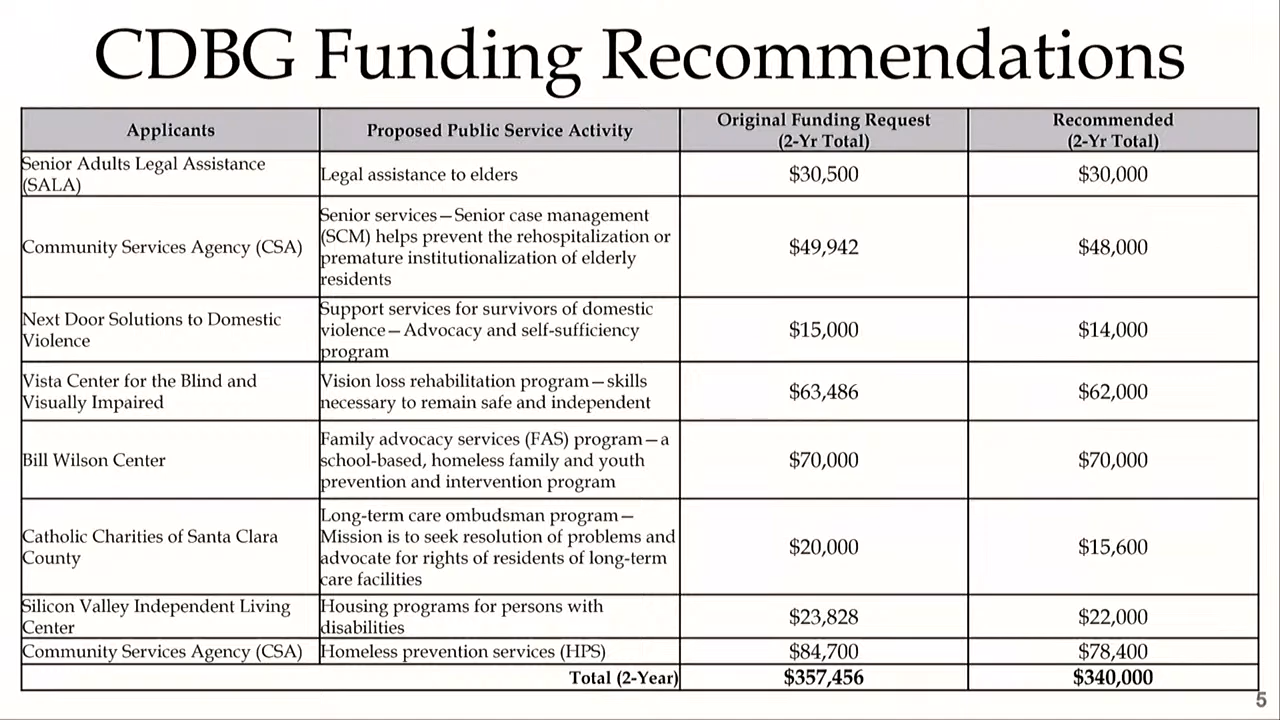 CDBG Funding Recommendations
Applicants
Proposed Public Service Activity
Original Funding Request
(2-Yr Total)
Recommended
(2-Yr Total)
Senior Adults Legal Assistance
(SALA)
Legal assistance to elders
$30,500
$30,000
Community Services Agency (CSA)
Senior services—Senior case management
(SCM) helps prevent the rehospitalization or
premature institutionalization of elderly
residents
$49,942
$48,000
Next Door Solutions to Domestic
Violence
Support services for survivors of domestic
violence—Advocacy and self-sufficiency
program
$15,000
$14,000
Vista Center for the Blind and
Visually Impaired
Vision loss rehabilitation program—skills
necessary to remain safe and independent
$63,486
$62,000
Bill Wilson Center
Family advocacy services (FAS) program—a
school-based, homeless family and youth
prevention and intervention program
$70,000
$70,000
Catholic Charities of Santa Clara
County
Long-term care ombudsman program—
Mission is to seek resolution of problems and
advocate for rights of residents of long-term
care facilities
$20,000
$15,600
Silicon Valley Independent Living
Center
Housing programs for persons with
disabilities
$23,828
$22,000
Community Services Agency (CSA)
Homeless prevention services (HPS)
$84,700
$78,400
Total (2-Year)
$357,456
$340,000
5